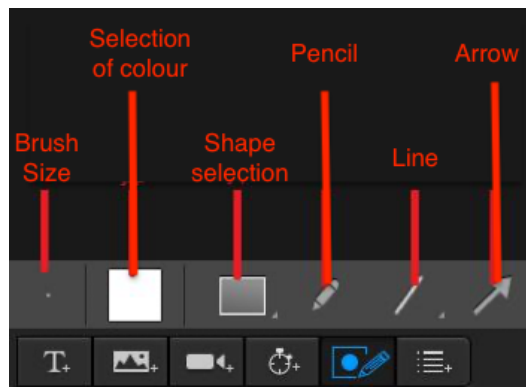 Selection
of colour
Pencil
Arrow
Brush
Size
Shape
selection
Line
T+